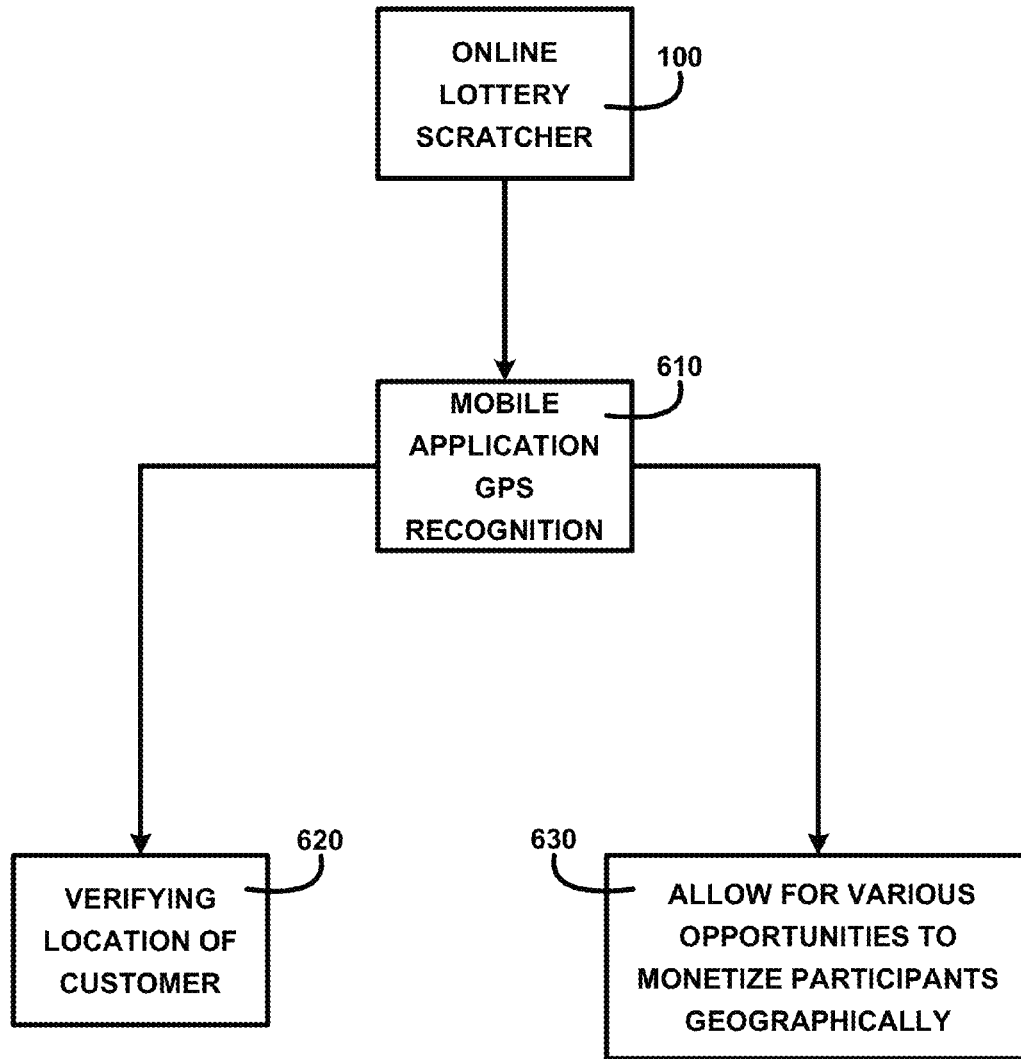 ONLINE
LOTTERY
SCRATCHER
100
610
MOBILE
APPLICATION
GPS
RECOGNITION
620
VERIFYING
LOCATION OF
CUSTOMER
630
ALLOW FOR VARIOUS
OPPORTUNITIES TO
MONETIZE PARTICIPANTS
GEOGRAPHICALLY